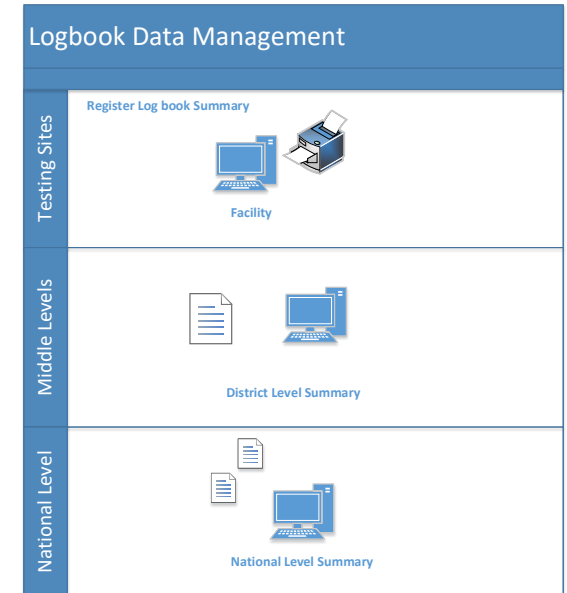 Logbook Data Management
Testing Sites
Register Log book Summary
Facility
Middle Levels
District Level Summary
National Level
National Level Summary